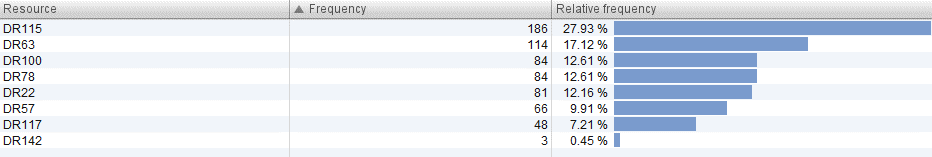 Resource Frequency Relative frequency
DR115 186 27.93 %
DR63 114 17.12 %
DR100 84 12.61 %
DR78 84 12.61 %
DR22 81 12.16 %
DR57 66 9.91 %
DR117 48 7.21 %
DR142 3 0.45 %